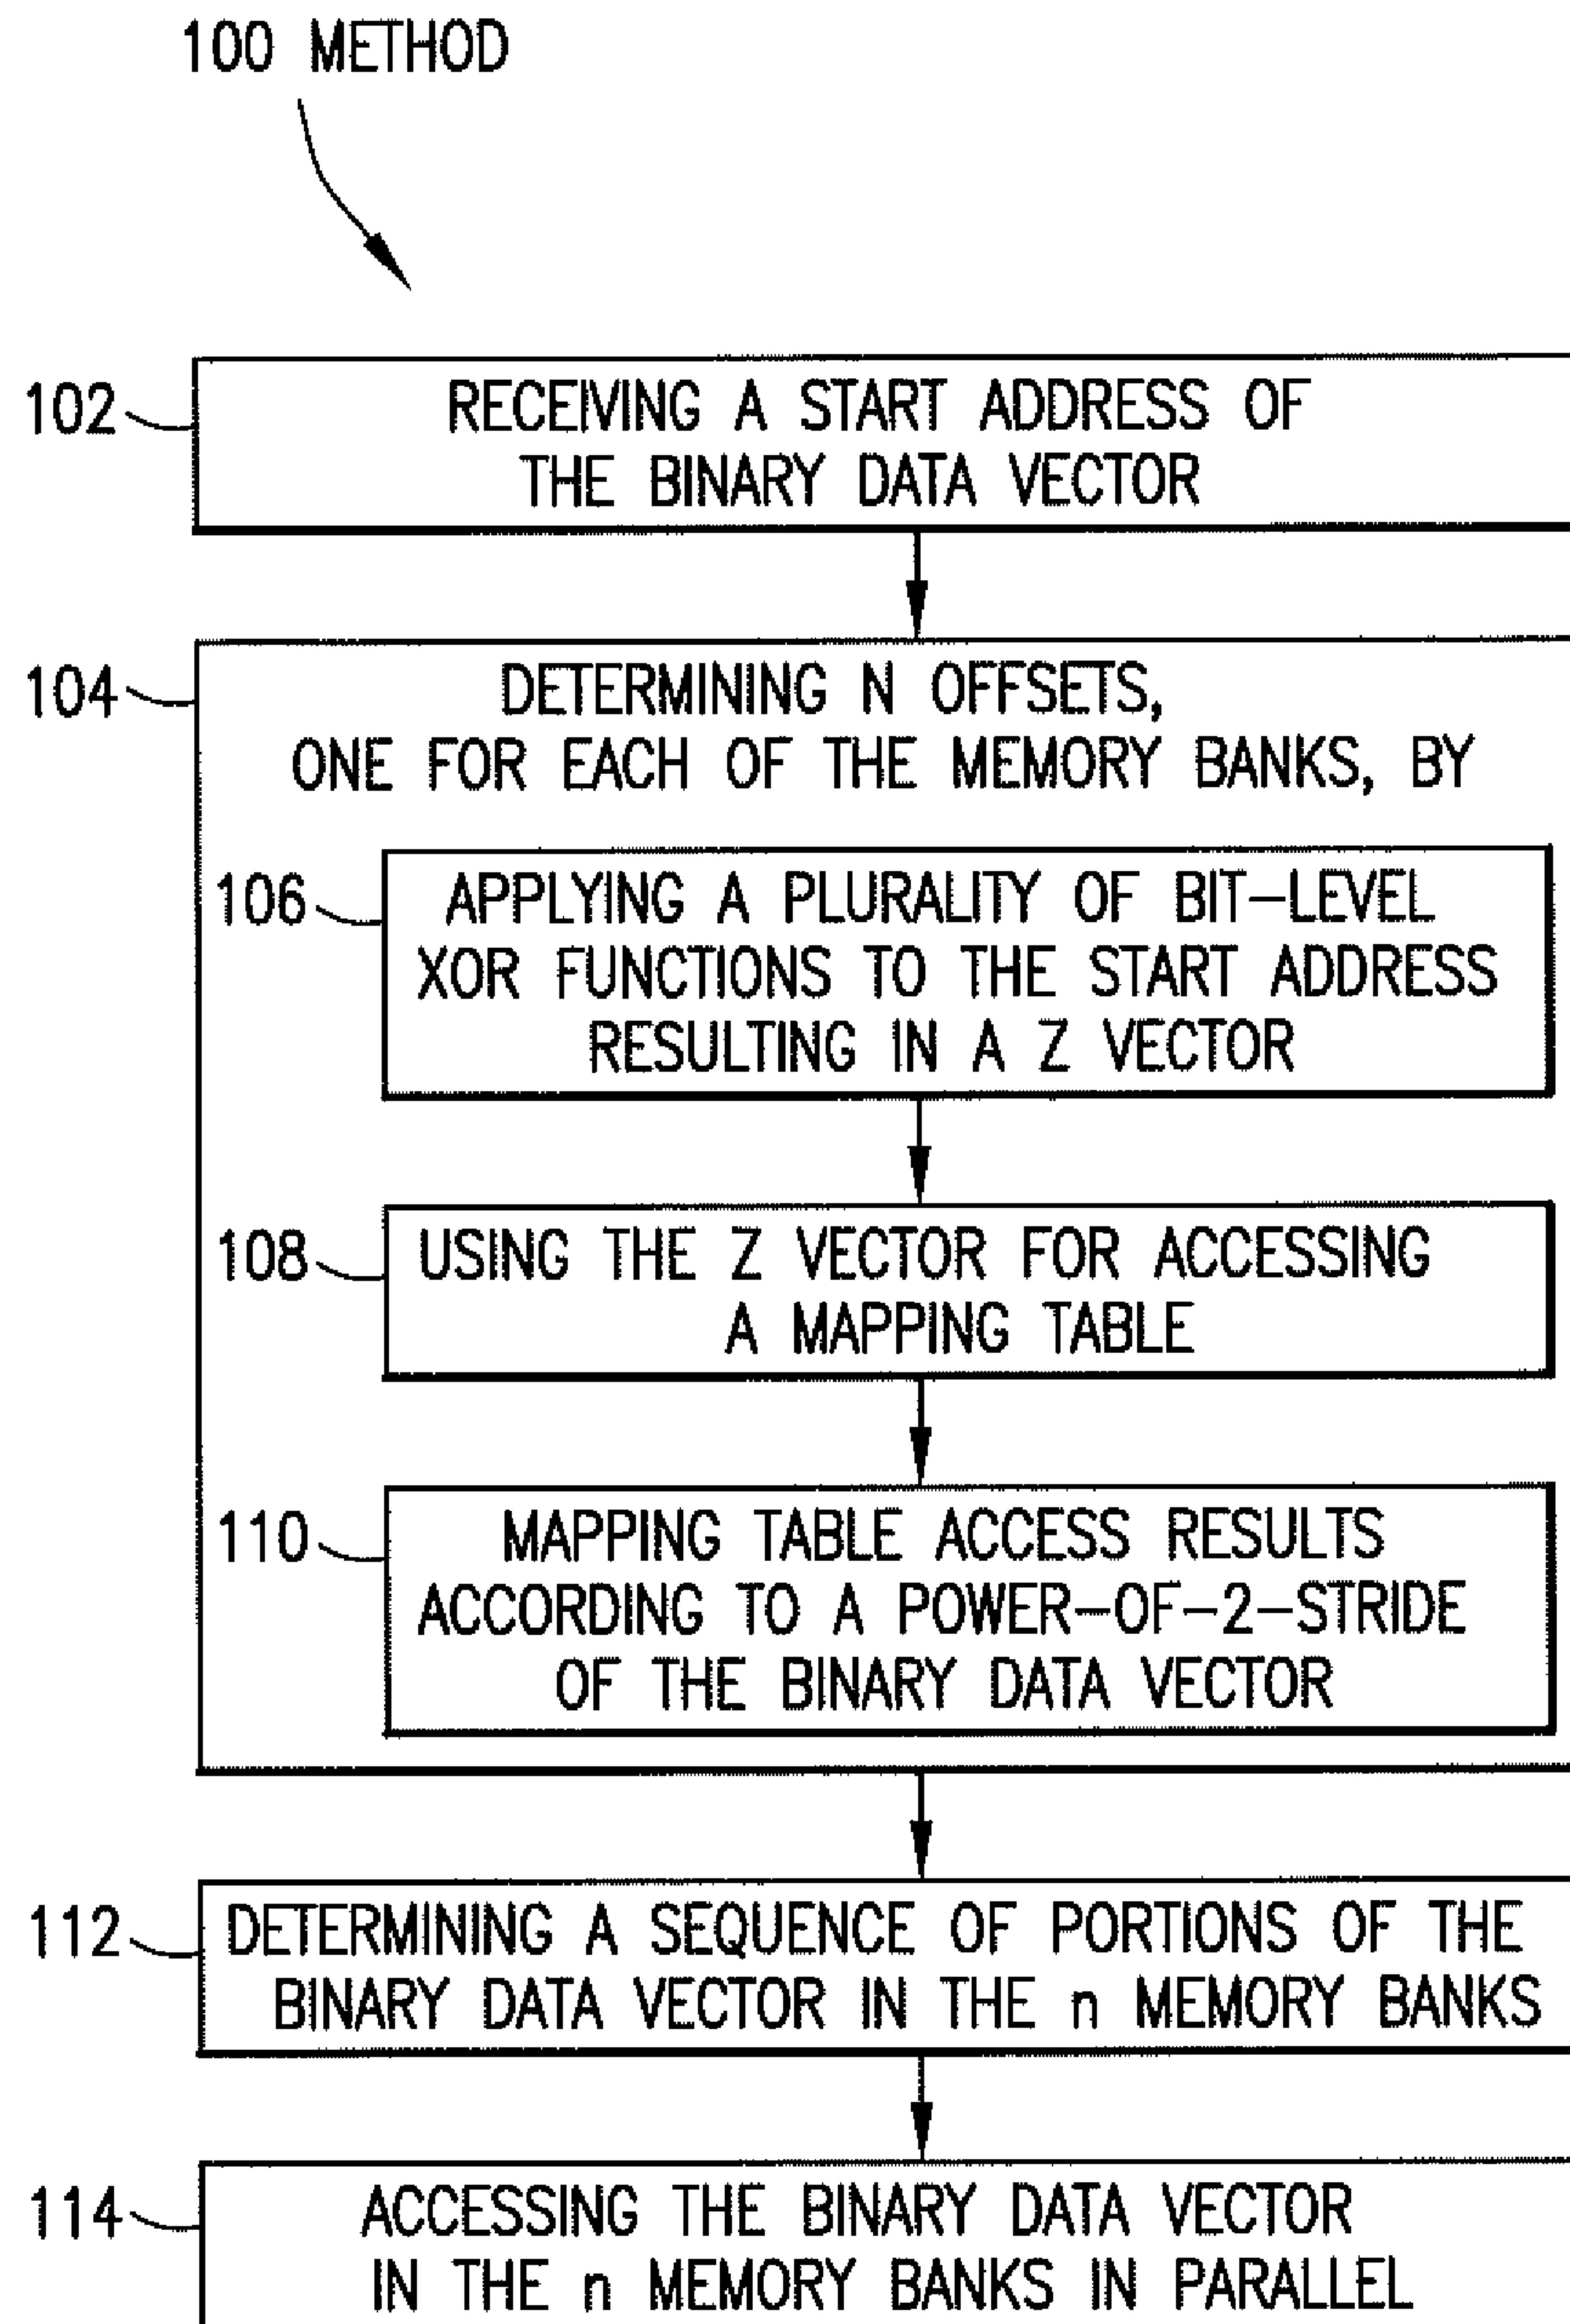 100 METHOD
102
RECEIVING A START ADDRESS OF
THE BINARY DATA VECTOR
104
DETERMINING N OFFSETS,
ONE FOR EACH OF THE MEMORY BANKS, BY
106
APPLYING A PLURALITY OF BIT-LEVEL
XOR FUNCTIONS TO THE START ADDRESS
RESULTING IN A Z VECTOR
108
USING THE Z VECTOR FOR ACCESSING
A MAPPING TABLE
110
MAPPING TABLE ACCESS RESULTS
ACCORDING TO A POWER-OF-2-STRIDE
OF THE BINARY DATA VECTOR
112
DETERMINING A SEQUENCE OF PORTIONS OF THE
BINARY DATA VECTOR IN THE n MEMORY BANKS
114
ACCESSING THE BINARY DATA VECTOR
IN THE n MEMORY BANKS IN PARALLEL